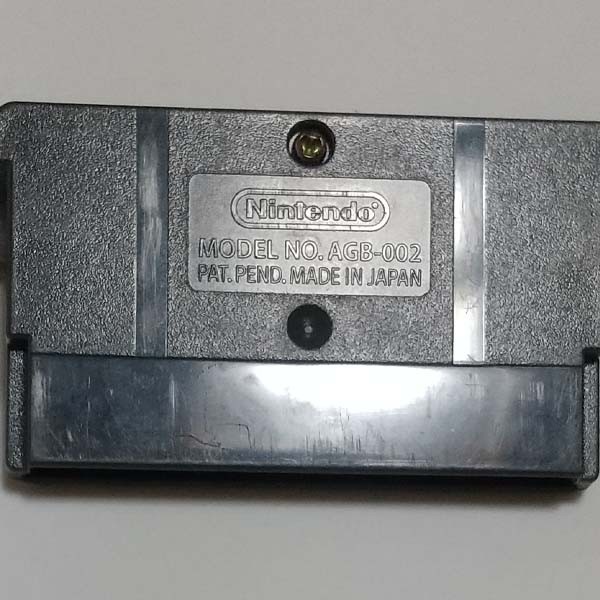 Nintendo
MODEL NO. AGB-002
PAT. PEND. MADE IN JAPAN